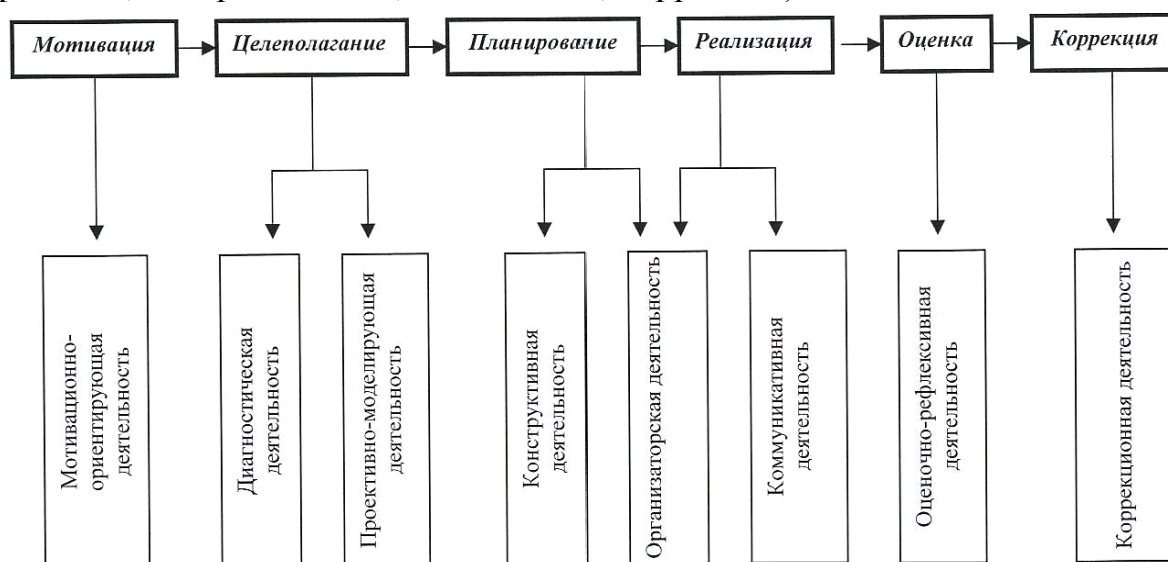 Мотивация
Целеполагание
Планирование
Реализация
Оценка
Коррекция
Мотивационно-
ориентирующая
деятельность
Диагностическая
деятельность
Проективно-моделирующая
деятельность
Конструктивная
деятельность
Организаторская деятельность
Коммуникативная
деятельность
Оценочно-рефлексивная
деятельность
Коррекционная деятельность